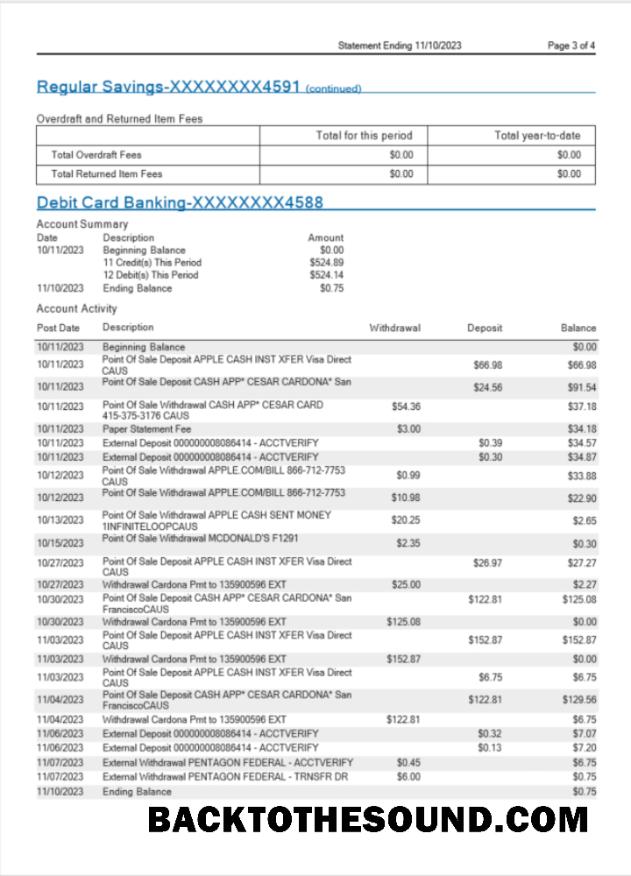 Statement Ending 11/10/2023 Page 3 of 4
Regular Savings-XXXXXXXX4591 (continued)
Overdraft and Returned Item Fees
Total for this period Total year-to-date
Total Overdraft Fees $0.00 $0.00
Total Returned Item Fees $0.00 $0.00
Debit Card Banking-XXXXXXXX4588
Account Summary
Date Description Amount
10/11/2023 Beginning Balance $0.00
11 Credit(s) This Period $524.89
12 Debit(s) This Period $524.14
11/10/2023 Ending Balance $0.75
Account Activity
Post Date Description Withdrawal Deposit Balance
10/11/2023 Beginning Balance $0.00
10/11/2023 Point Of Sale Deposit APPLE CASH INST XFER Visa Direct $66.98 $66.98
CAUS
10/11/2023 Point Of Sale Deposit CASH APP* CESAR CARDONA* San $24.56 $91.54
10/11/2023 Point Of Sale Withdrawal CASH APP* CESAR CARD $54.36 $37.18
415-375-3176 CAUS
10/11/2023 Paper Statement Fee $3.00 $34.18
10/11/2023 External Deposit 000000008086414 - ACCTVERIFY $0.39 $34.57
10/11/2023 External Deposit 000000008086414 - ACCTVERIFY $0.30 $34.87
10/12/2023 Point Of Sale Withdrawal APPLE.COM/BILL 866-712-7753 $0.99 $33.88
CAUS
10/12/2023 Point Of Sale Withdrawal APPLE.COM/BILL 866-712-7753 $10.98 $22.90
10/13/2023 Point Of Sale Withdrawal APPLE CASH SENT MONEY $20.25 $2.65
1INFINITELOOPCAUS
10/15/2023 Point Of Sale Withdrawal MCDONALD'S F1291 $2.35 $0.30
10/27/2023 Point Of Sale Deposit APPLE CASH INST XFER Visa Direct $26.97 $27.27
CAUS
10/27/2023 Withdrawal Cardona Pmt to 135900596 EXT $25.00 $2.27
10/30/2023 Point Of Sale Deposit CASH APP* CESAR CARDONA* San $122.81 $125.08
FranciscoCAUS
10/30/2023 Withdrawal Cardona Pmt to 135900596 EXT $125.08 $0.00
11/03/2023 Point Of Sale Deposit APPLE CASH INST XFER Visa Direct $152.87 $152.87
CAUS
11/03/2023 Withdrawal Cardona Pmt to 135900596 EXT $152.87 $0.00
11/03/2023 Point Of Sale Deposit APPLE CASH INST XFER Visa Direct $6.75 $6.75
CAUS
11/04/2023 Point Of Sale Deposit CASH APP* CESAR CARDONA* San $122.81 $129.56
FranciscoCAUS
11/04/2023 Withdrawal Cardona Pmt to 135900596 EXT $122.81 $6.75
11/06/2023 External Deposit 000000008086414 - ACCTVERIFY $0.32 $7.07
11/06/2023 External Deposit 000000008086414 - ACCTVERIFY $0.13 $7.20
11/07/2023 External Withdrawal PENTAGON FEDERAL - ACCTVERIFY $0.45 $6.75
11/07/2023 External Withdrawal PENTAGON FEDERAL - TRNSFR DR $6.00 $0.75
11/10/2023 Ending Balance $0.75
BACKTOTHESOUND.COM